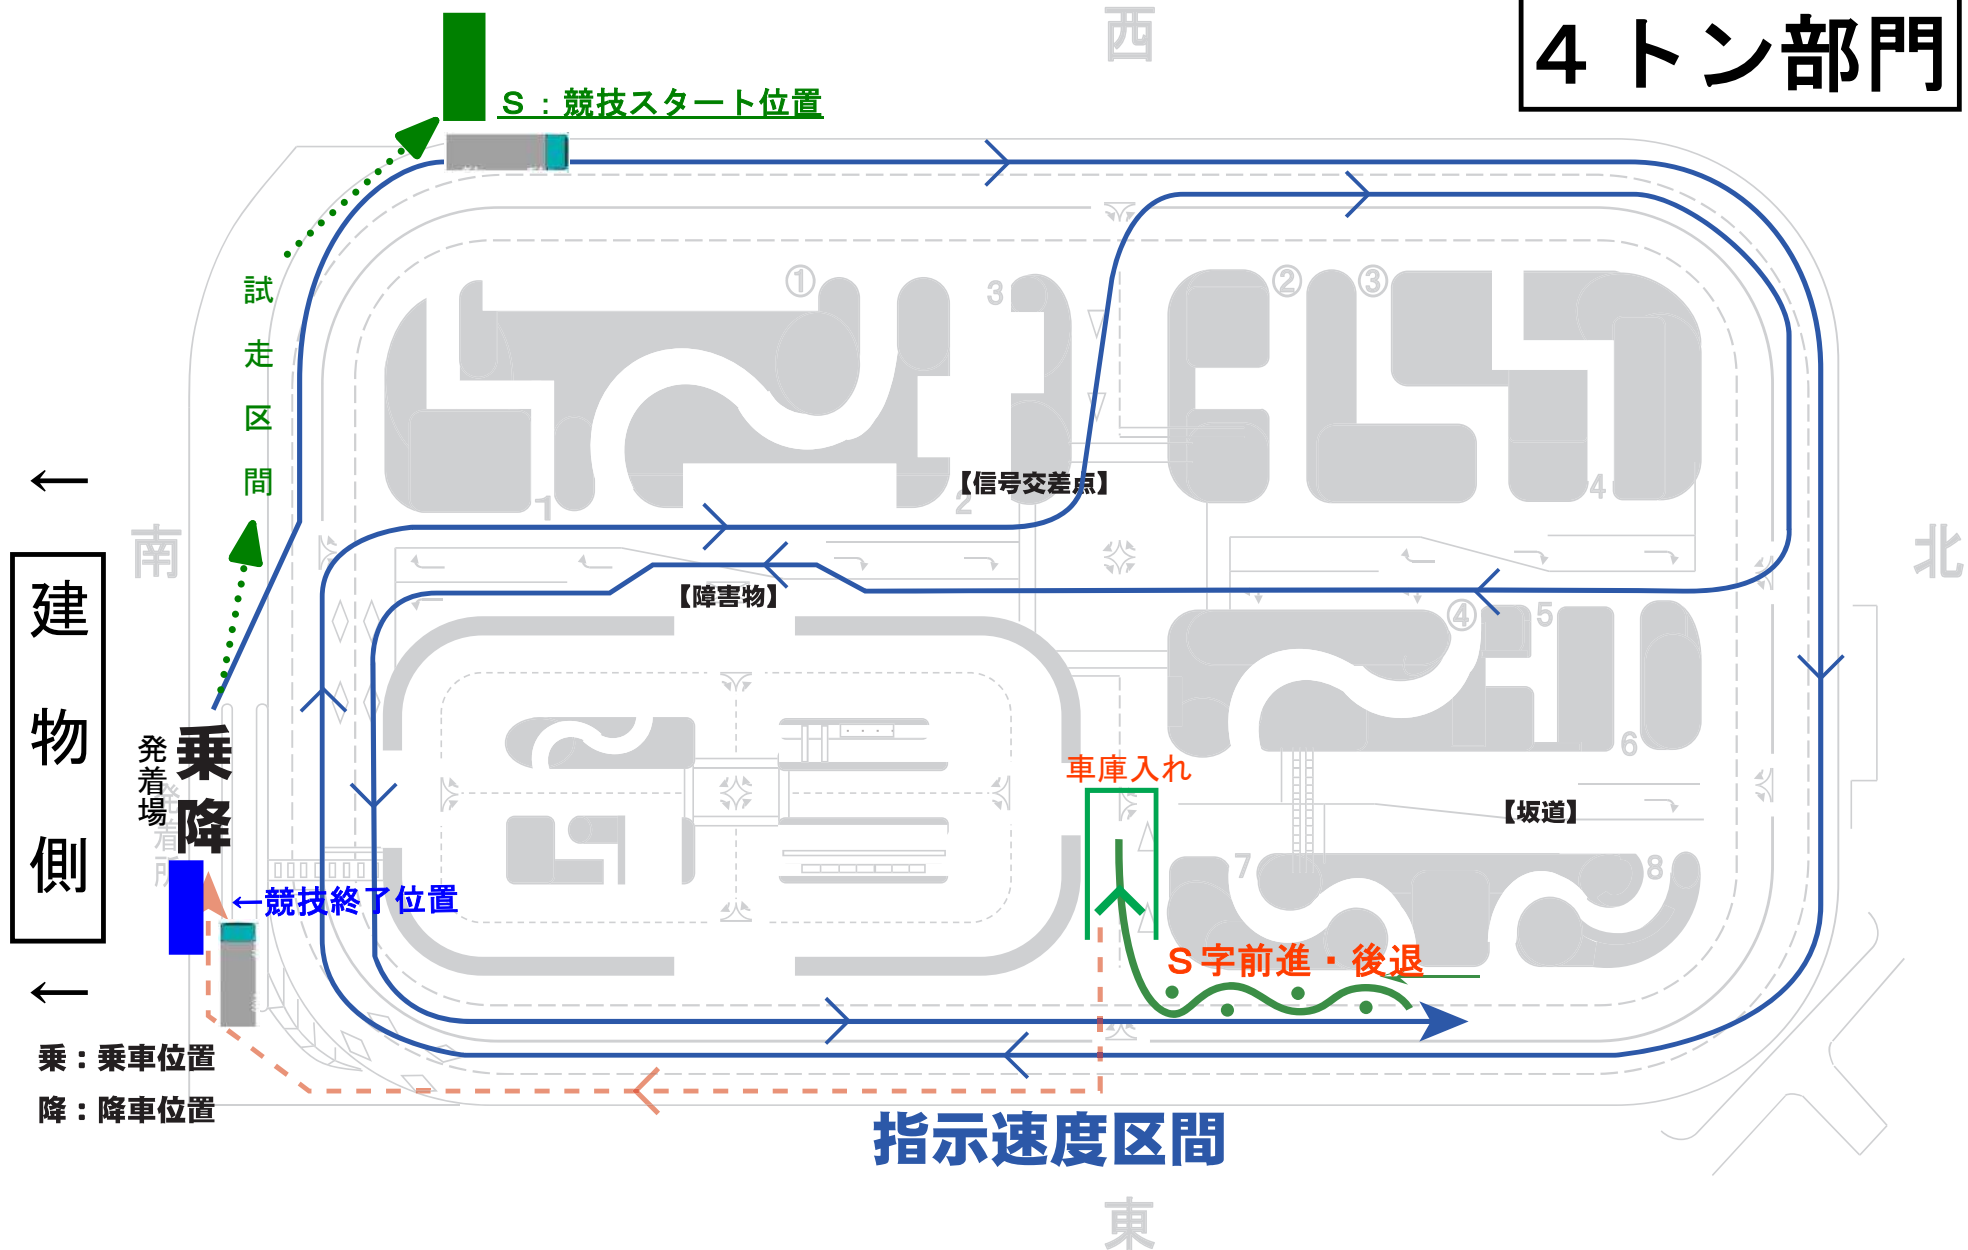 西
４トン部門
Ｓ：競技スタート位置
試走区間
①
3
②
③
←
南
建物側
1
2
【信号交差点】
4
北
【障害物】
④
5
乗降
発着場
発着所
車庫入れ
6
【坂道】
7
8
←競技終了位置
Ｓ字前進・後退
←
乗：乗車位置
降：降車位置
指示速度区間
東